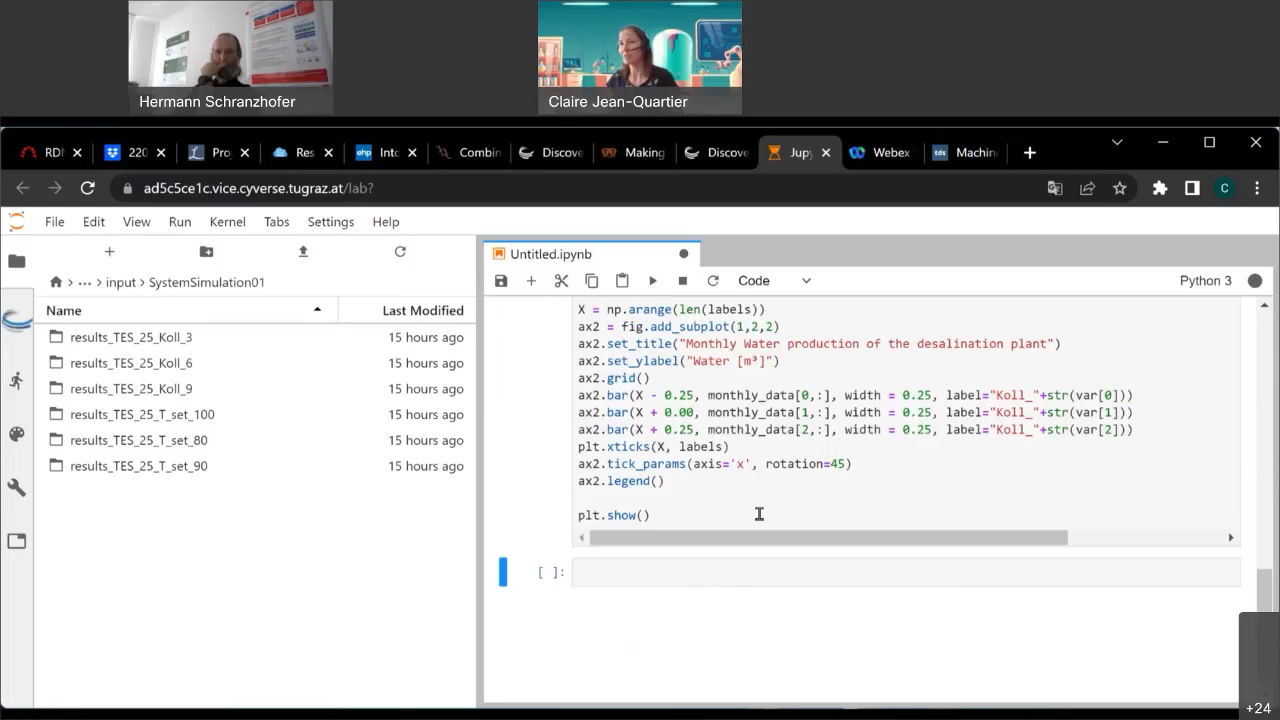 Hermann Schranzhofer
Claire Jean-Quartier
RDI
220
Pro
Res
php Into
Combin
Discove
Making
Discove
Jupy
Webex
tds Machin
ad5c5ce1c.vice.cyverse.tugraz.at/lab?
C
File Edit View Run Kernel Tabs Settings Help
Untitled.ipynb
Code
Python 3
… > input > SystemSimulation01
Name Last Modified
results_TES_25_Koll_3 15 hours ago
results_TES_25_Koll_6 15 hours ago
results_TES_25_Koll_9 15 hours ago
results_TES_25_T_set_100 15 hours ago
results_TES_25_T_set_80 15 hours ago
results_TES_25_T_set_90 15 hours ago
X = np.arange(len(labels))
ax2 = fig.add_subplot(1,2,2)
ax2.set_title("Monthly Water production of the desalination plant")
ax2.set_ylabel("Water [m³]")
ax2.grid()
ax2.bar(X - 0.25, monthly_data[0,:], width = 0.25, label="Koll_"+str(var[0]))
ax2.bar(X + 0.00, monthly_data[1,:], width = 0.25, label="Koll_"+str(var[1]))
ax2.bar(X + 0.25, monthly_data[2,:], width = 0.25, label="Koll_"+str(var[2]))
plt.xticks(X, labels)
ax2.tick_params(axis='x', rotation=45)
ax2.legend()
plt.show()
[ ]:
+24